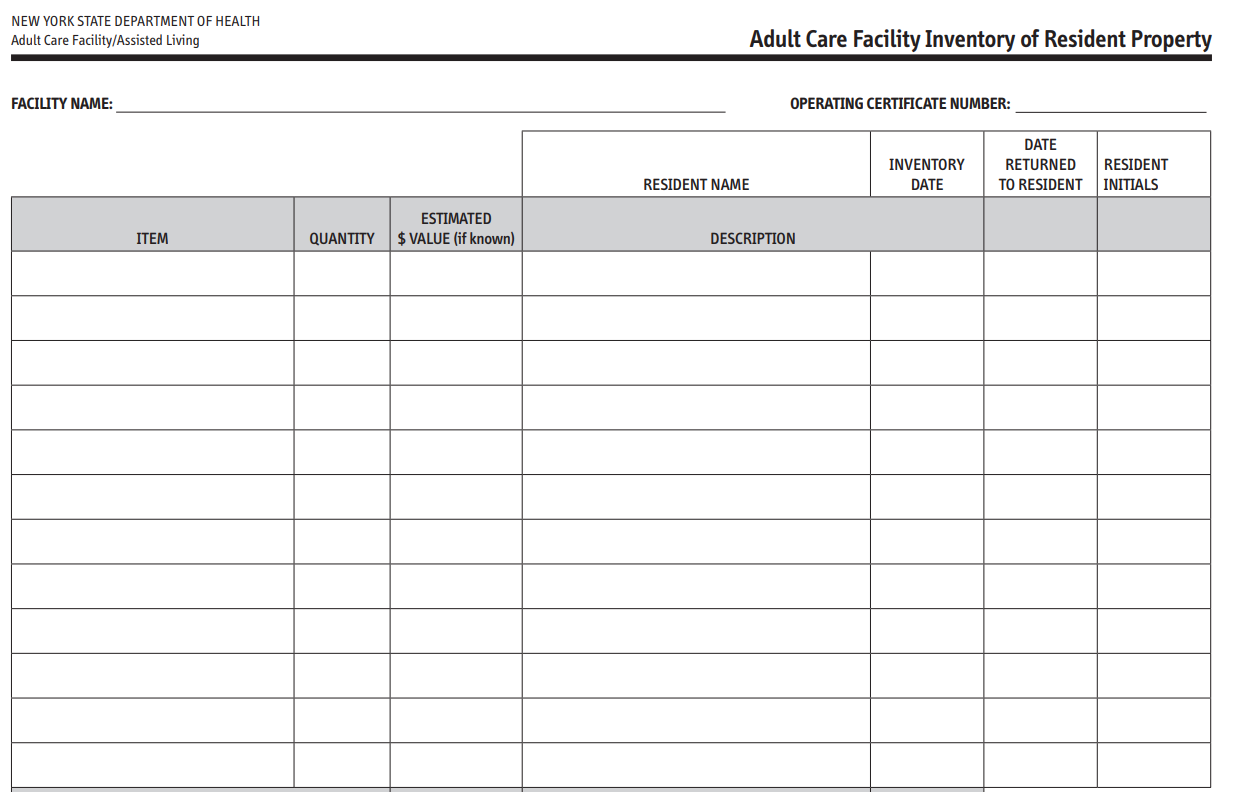 NEW YORK STATE DEPARTMENT OF HEALTH
Adult Care Facility/Assisted Living
Adult Care Facility Inventory of Resident Property
FACILITY NAME:
OPERATING CERTIFICATE NUMBER:
RESIDENT NAME
INVENTORY
DATE
DATE
RETURNED
TO RESIDENT
RESIDENT
INITIALS
ITEM
QUANTITY
ESTIMATED
$ VALUE (if known)
DESCRIPTION